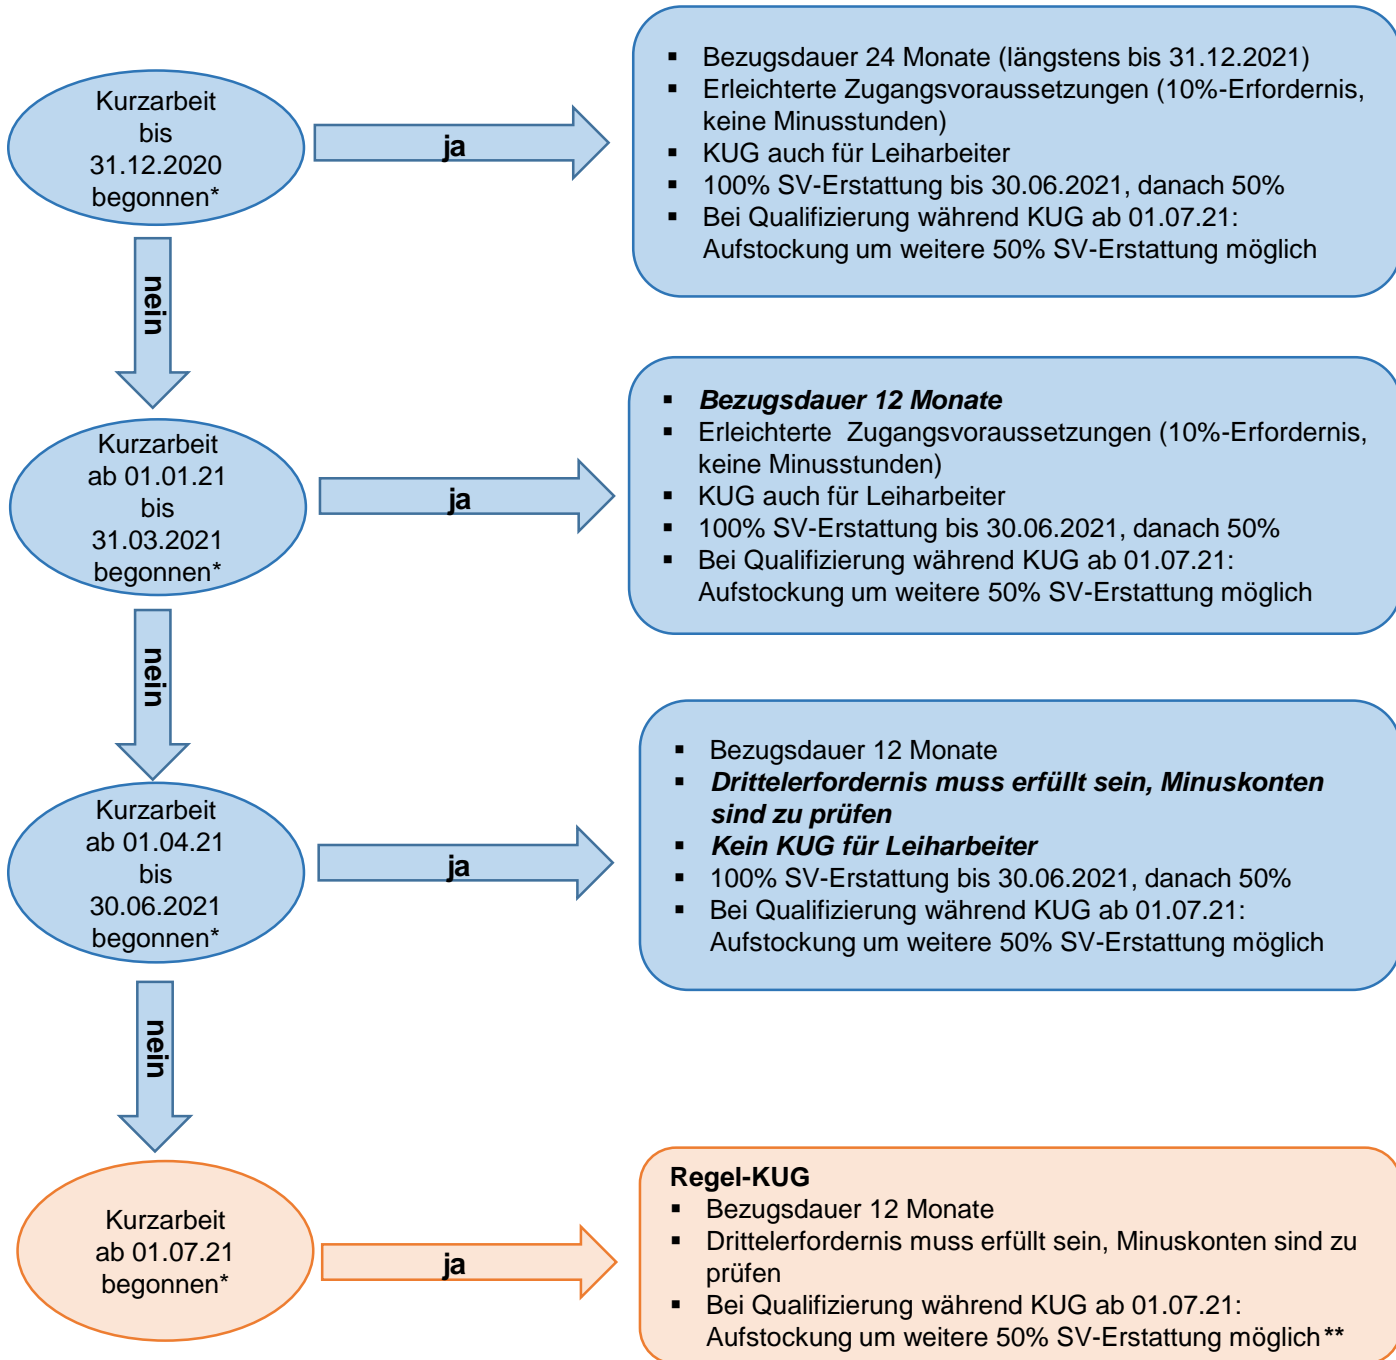 Kurzarbeit
bis
31.12.2020
begonnen*
ja
▪ Bezugsdauer 24 Monate (längstens bis 31.12.2021)
▪ Erleichterte Zugangsvoraussetzungen (10%-Erfordernis,
keine Minusstunden)
▪ KUG auch für Leiharbeiter
▪ 100% SV-Erstattung bis 30.06.2021, danach 50%
▪ Bei Qualifizierung während KUG ab 01.07.21:
Aufstockung um weitere 50% SV-Erstattung möglich
nein
Kurzarbeit
ab 01.01.21
bis
31.03.2021
begonnen*
ja
▪ Bezugsdauer 12 Monate
▪ Erleichterte Zugangsvoraussetzungen (10%-Erfordernis,
keine Minusstunden)
▪ KUG auch für Leiharbeiter
▪ 100% SV-Erstattung bis 30.06.2021, danach 50%
▪ Bei Qualifizierung während KUG ab 01.07.21:
Aufstockung um weitere 50% SV-Erstattung möglich
nein
Kurzarbeit
ab 01.04.21
bis
30.06.2021
begonnen*
ja
▪ Bezugsdauer 12 Monate
▪ Drittelerfordernis muss erfüllt sein, Minuskonten
sind zu prüfen
▪ Kein KUG für Leiharbeiter
▪ 100% SV-Erstattung bis 30.06.2021, danach 50%
▪ Bei Qualifizierung während KUG ab 01.07.21:
Aufstockung um weitere 50% SV-Erstattung möglich
nein
Kurzarbeit
ab 01.07.21
begonnen*
ja
Regel-KUG
▪ Bezugsdauer 12 Monate
▪ Drittelerfordernis muss erfüllt sein, Minuskonten sind zu
prüfen
▪ Bei Qualifizierung während KUG ab 01.07.21:
Aufstockung um weitere 50% SV-Erstattung möglich**